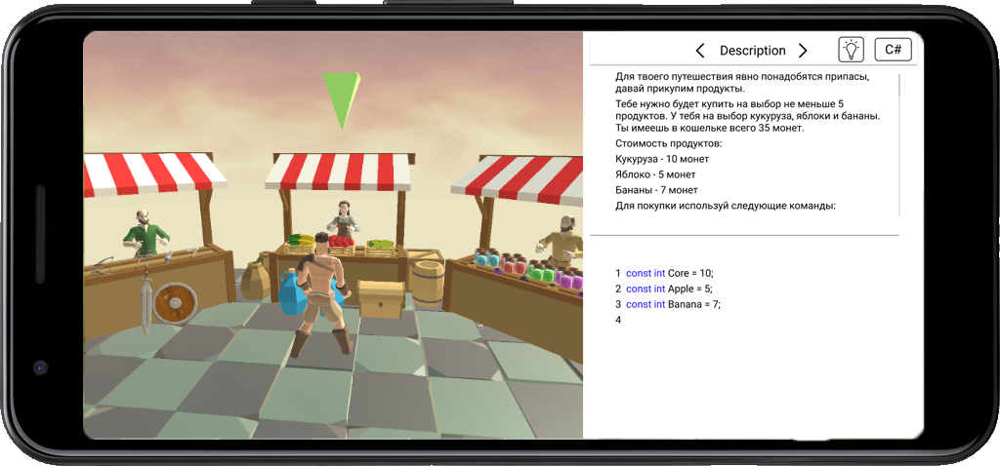 Description
C#
Для твоего путешествия явно понадобятся припасы,
давай прикупим продукты.
Тебе нужно будет купить на выбор не меньше 5
продуктов. У тебя на выбор кукуруза, яблоки и бананы.
Ты имеешь в кошельке всего 35 монет.
Стоимость продуктов:
Кукуруза - 10 монет
Яблоко - 5 монет
Бананы - 7 монет
Для покупки используй следующие команды:
1 const int Core = 10;
2 const int Apple = 5;
3 const int Banana = 7;
4